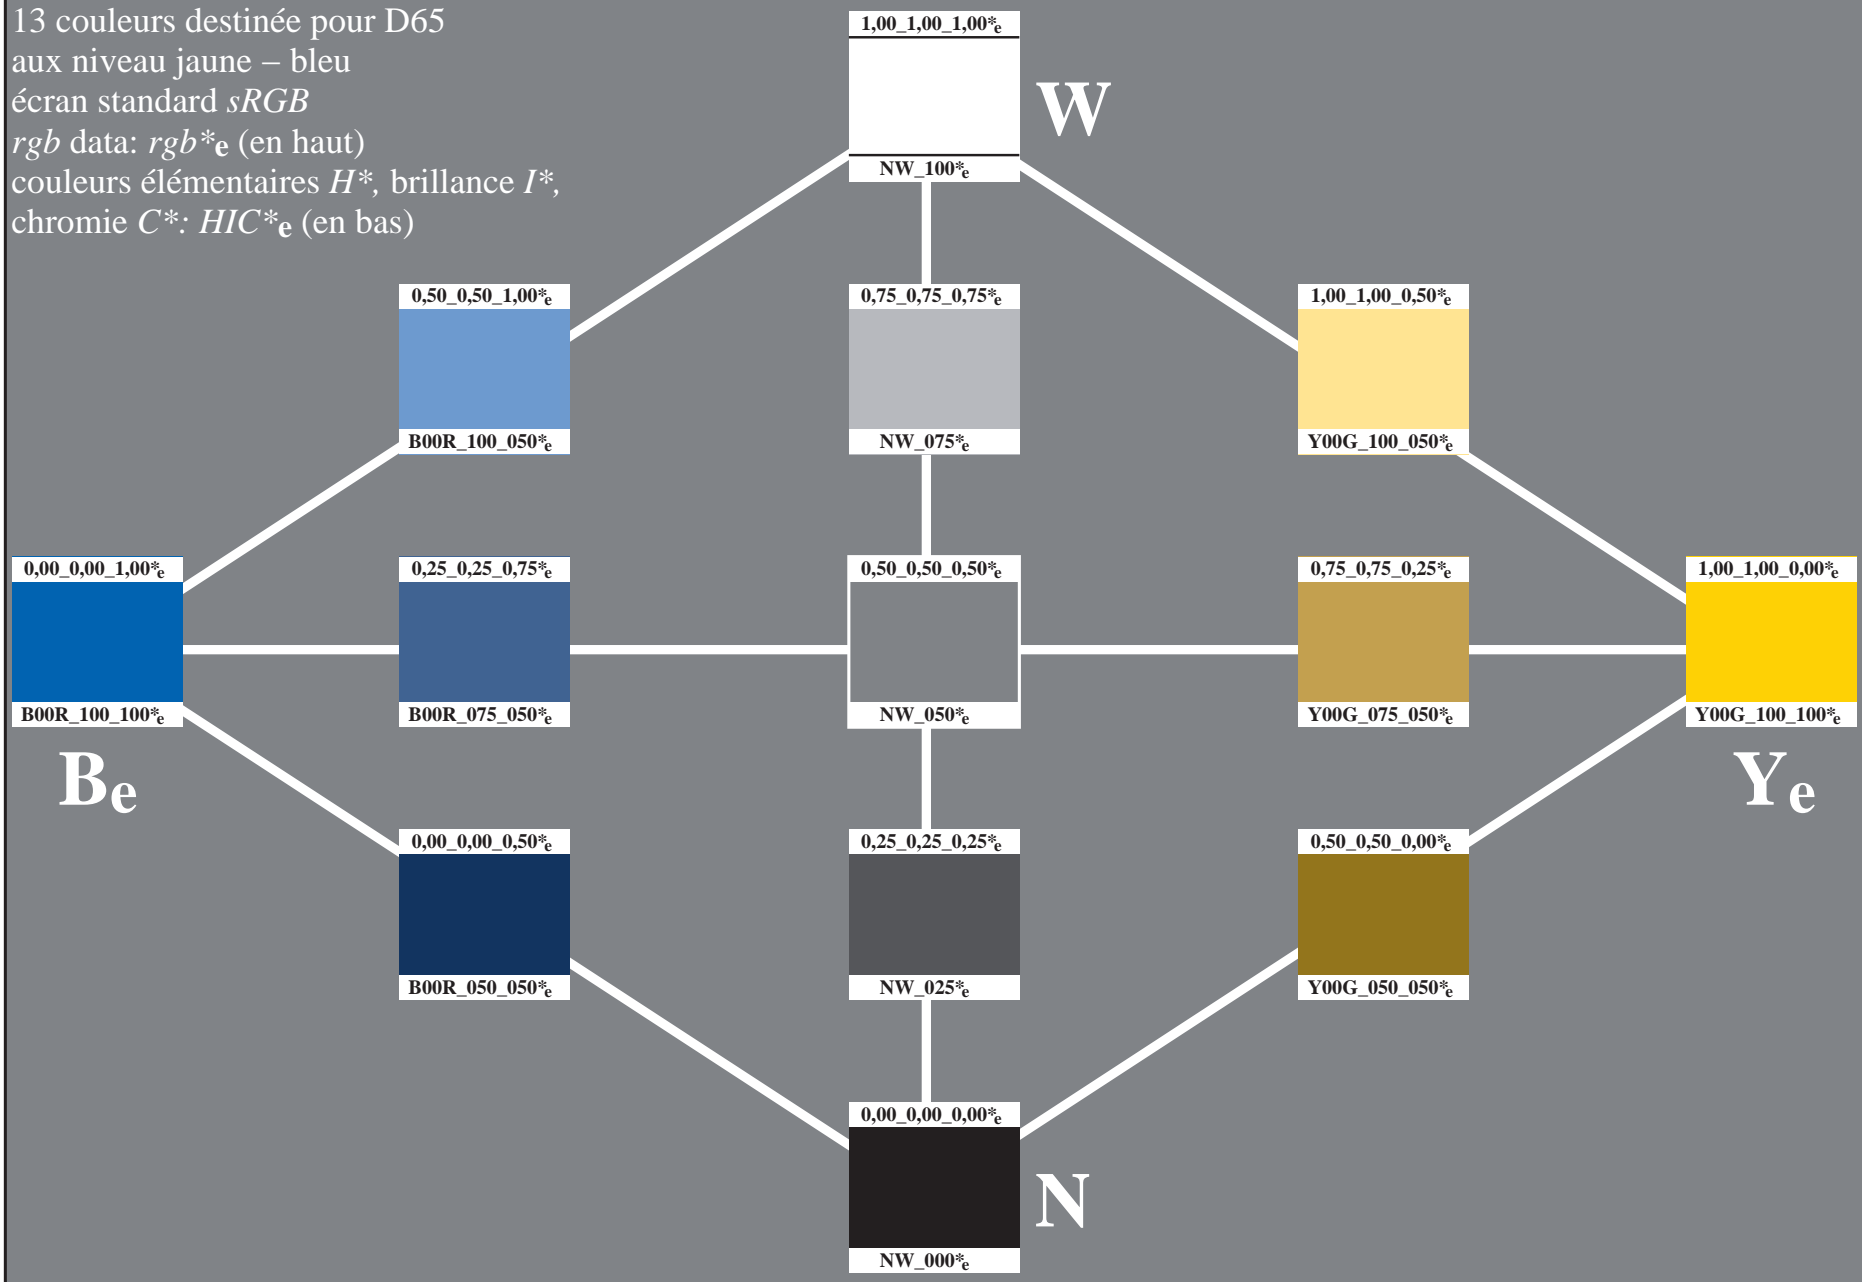 13 couleurs destinée pour D65
aux niveau jaune – bleu
écran standard sRGB
rgb data: rgb*e (en haut)
couleurs élémentaires H*, brillance I*,
chromie C*: HIC*e (en bas)
1,00_1,00_1,00*e
W
NW_100*e
0,50_0,50_1,00*e
0,75_0,75_0,75*e
1,00_1,00_0,50*e
B00R_100_050*e
NW_075*e
Y00G_100_050*e
0,00_0,00_1,00*e
0,25_0,25_0,75*e
0,50_0,50_0,50*e
0,75_0,75_0,25*e
1,00_1,00_0,00*e
B00R_100_100*e
B00R_075_050*e
NW_050*e
Y00G_075_050*e
Y00G_100_100*e
Be
Ye
0,00_0,00_0,50*e
0,25_0,25_0,25*e
0,50_0,50_0,00*e
B00R_050_050*e
NW_025*e
Y00G_050_050*e
0,00_0,00_0,00*e
N
NW_000*e